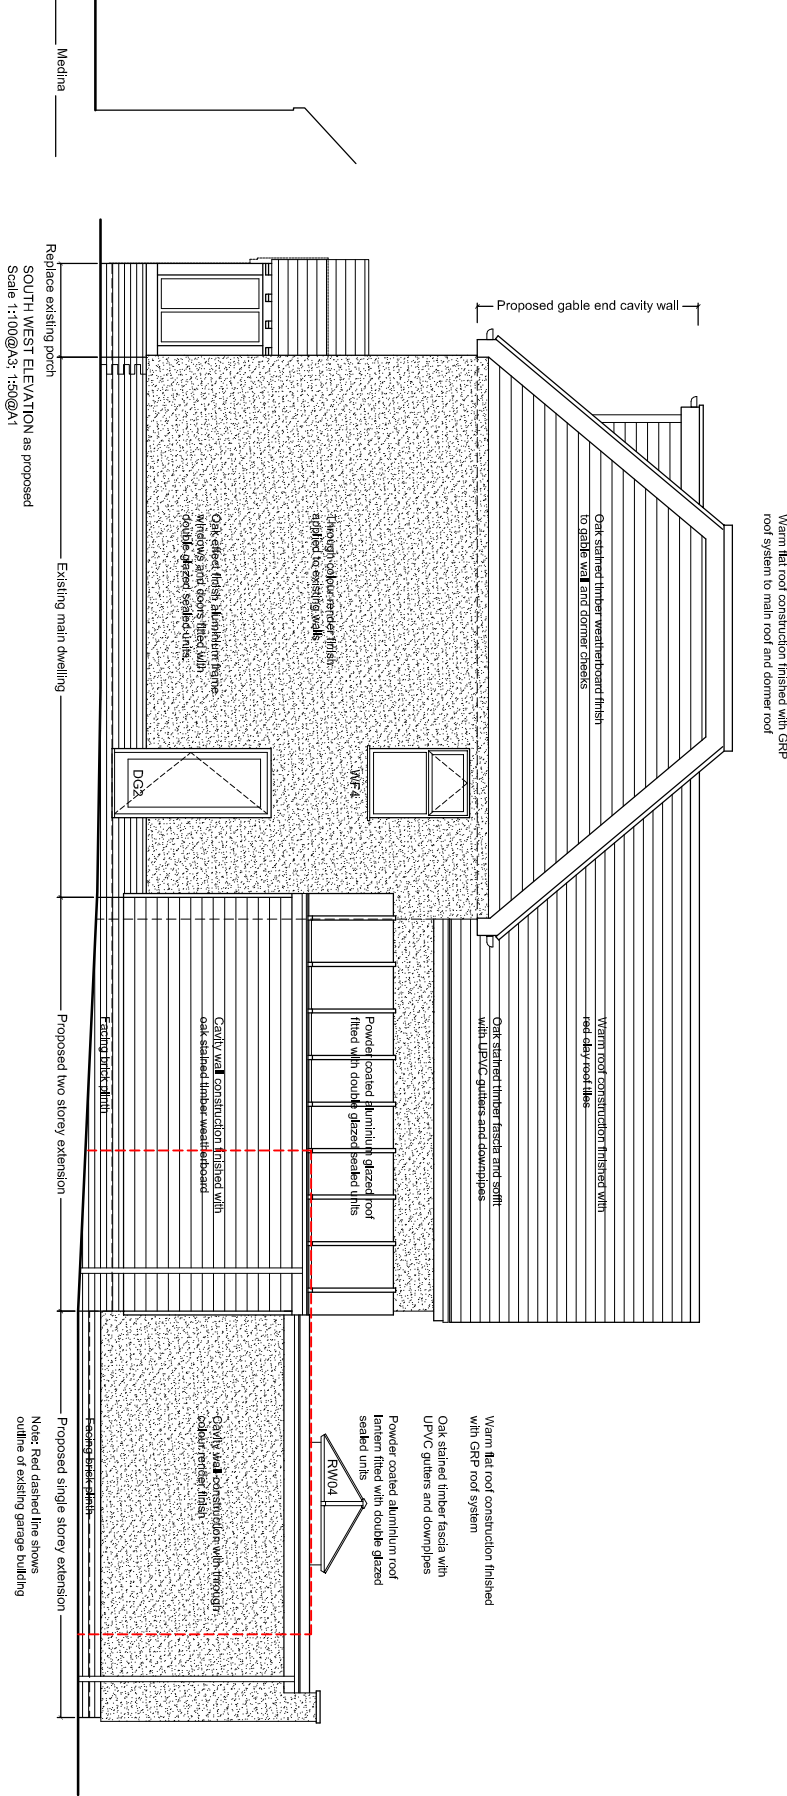 Warm flat roof construction finished with GRP
roof system to main roof and dormer roof
Proposed gable end cavity wall
Oak stained timber weatherboard finish
to gable wall and dormer cheeks
Through colour render finish
applied to existing walls
Oak effect finish aluminium frame
windows and doors fitted with
double glazed sealed units.
WF4
DG2
Warm roof construction finished with
red clay roof tiles
Oak stained timber fascia and soffit
with UPVC gutters and downpipes
Powder coated aluminium glazed roof
fitted with double glazed sealed units
Cavity wall construction finished with
oak stained timber weatherboard
Facing brick plinth
Warm flat roof construction finished
with GRP roof system
Oak stained timber fascia with
UPVC gutters and downpipes
Powder coated aluminium roof
lantern fitted with double glazed
sealed units
RW04
Cavity wall construction with through
colour render finish
Facing brick plinth
Medina
Replace existing porch
Existing main dwelling
Proposed two storey extension
Proposed single storey extension
SOUTH WEST ELEVATION as proposed
Scale 1:100@A3; 1:50@A1
Note: Red dashed line shows
outline of existing garage building